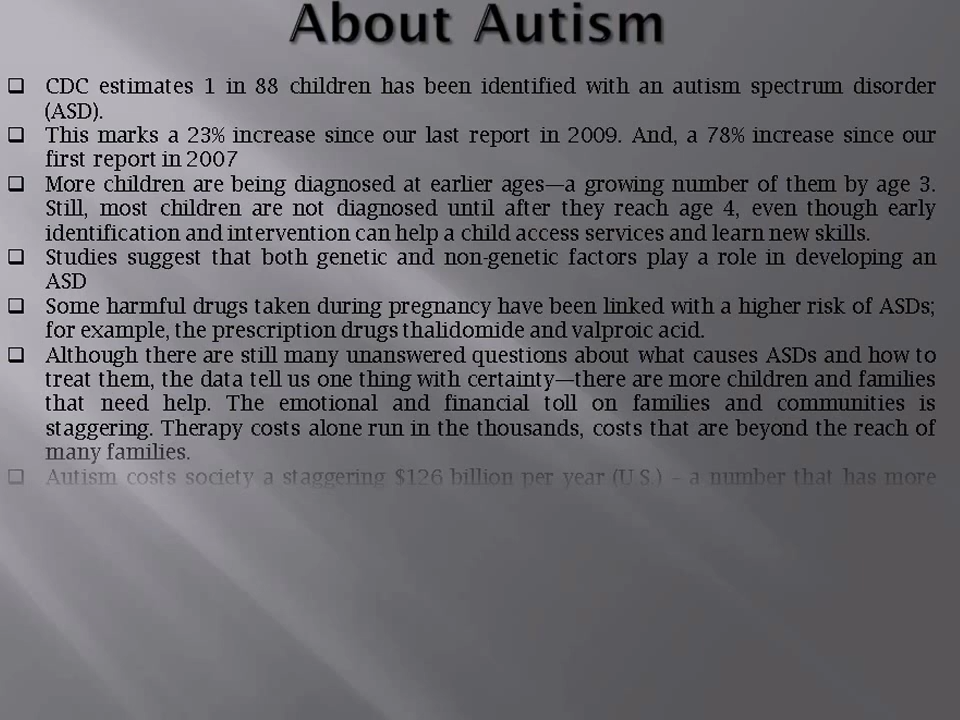 About Autism
❑ CDC estimates 1 in 88 children has been identified with an autism spectrum disorder
(ASD).
❑ This marks a 23% increase since our last report in 2009. And, a 78% increase since our
first report in 2007
❑ More children are being diagnosed at earlier ages—a growing number of them by age 3.
Still, most children are not diagnosed until after they reach age 4, even though early
identification and intervention can help a child access services and learn new skills.
❑ Studies suggest that both genetic and non-genetic factors play a role in developing an
ASD
❑ Some harmful drugs taken during pregnancy have been linked with a higher risk of ASDs;
for example, the prescription drugs thalidomide and valproic acid.
❑ Although there are still many unanswered questions about what causes ASDs and how to
treat them, the data tell us one thing with certainty—there are more children and families
that need help. The emotional and financial toll on families and communities is
staggering. Therapy costs alone run in the thousands, costs that are beyond the reach of
many families.
❑ Autism costs society a staggering $126 billion per year (U.S.) – a number that has more